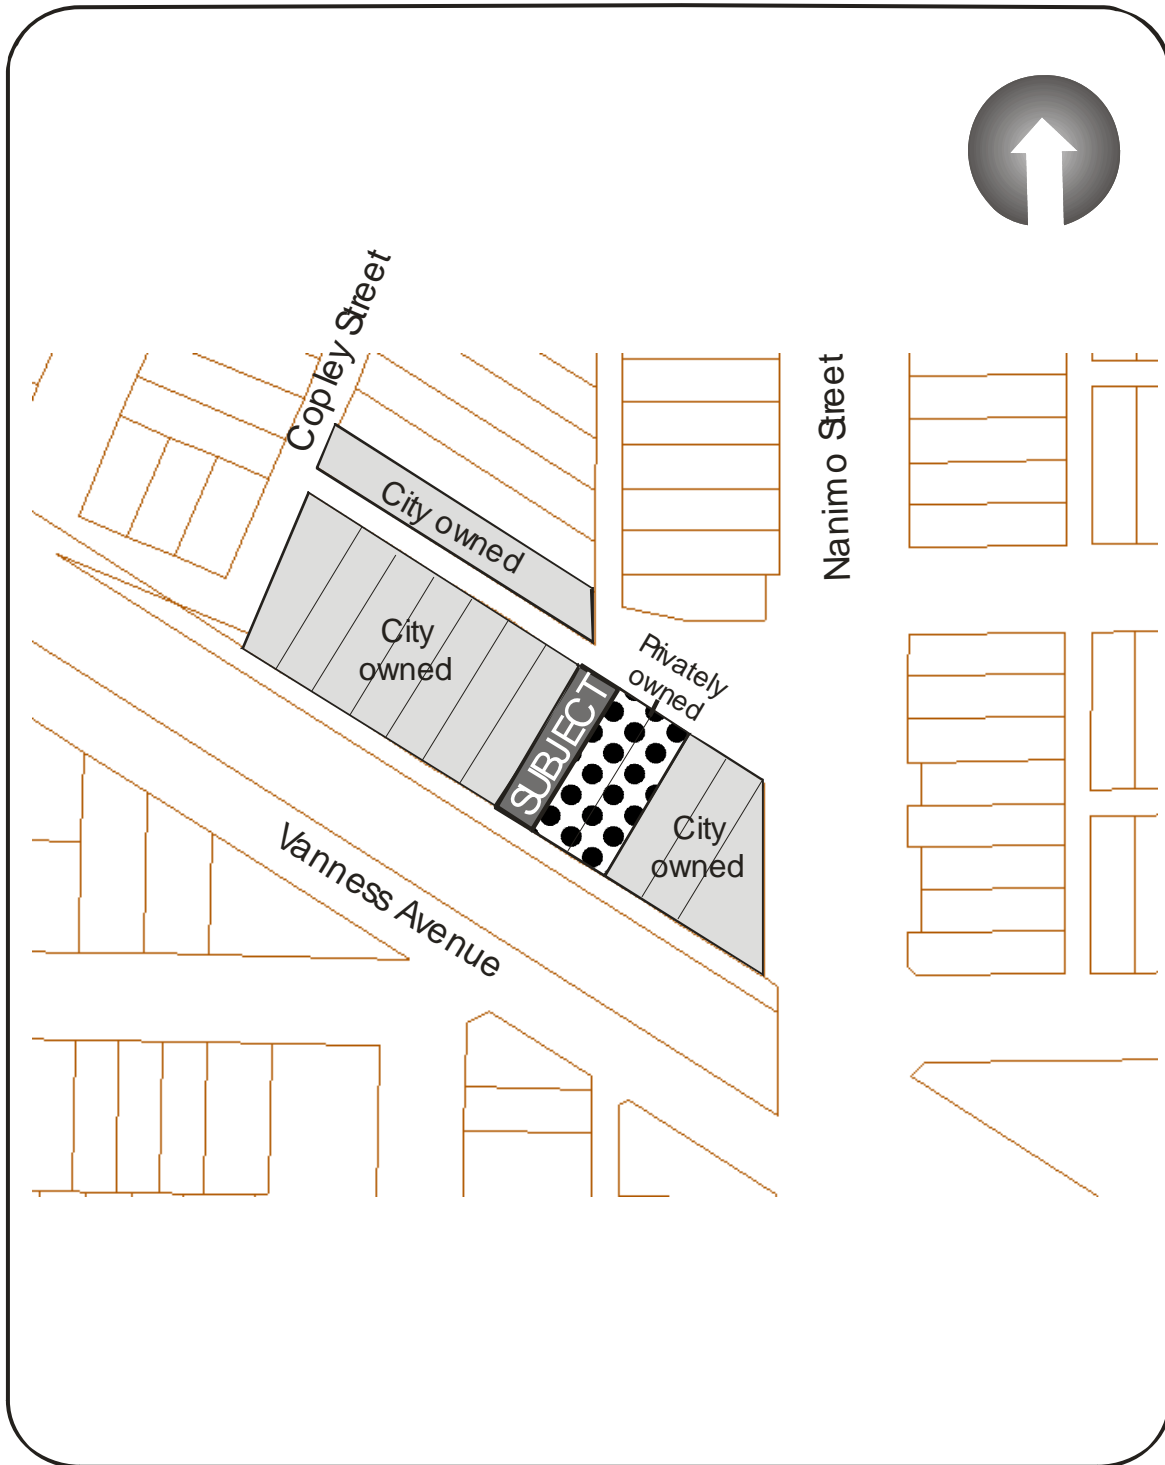 Copley Street
Nanimo Street
City owned
City
owned
Privately
owned
SUBJECT
City
owned
Vanness Avenue